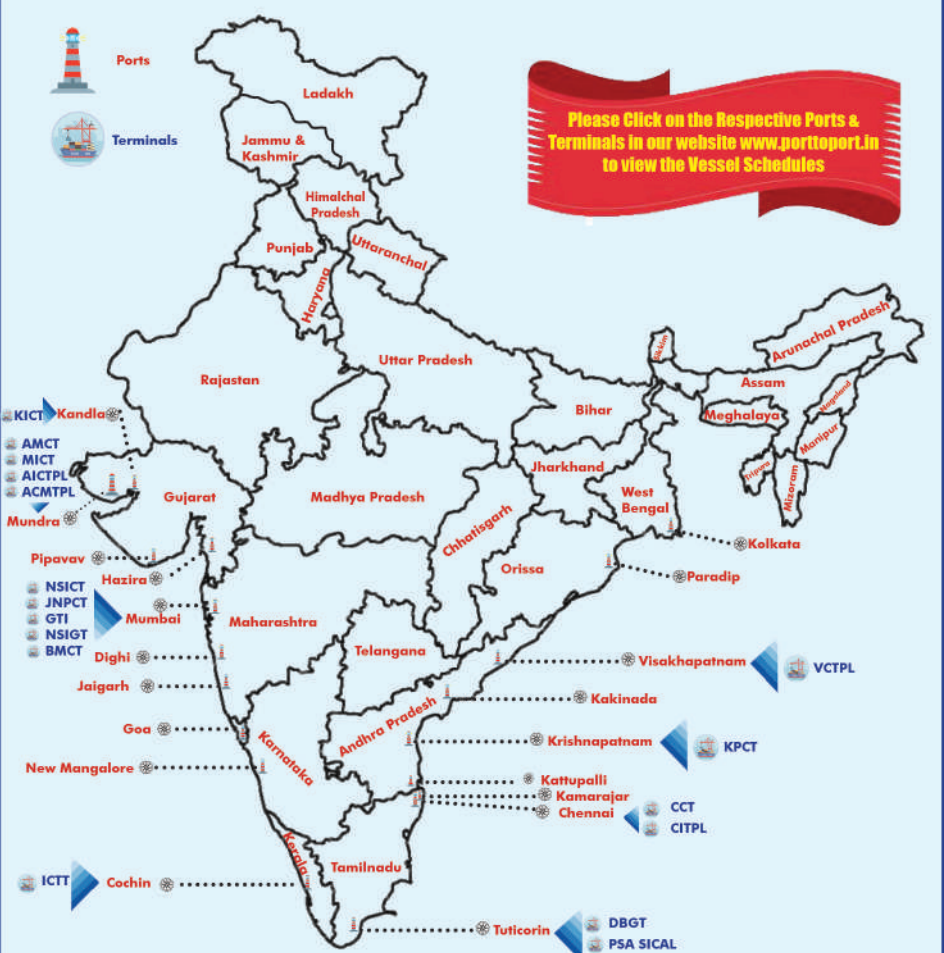 Ports
Terminals
Please Click on the Respective Ports &
Terminals in our website www.porttoport.in
to view the Vessel Schedules
Ladakh
Jammu &
Kashmir
Himalchal
Pradesh
Punjab
Uttaranchal
Haryana
Rajastan
Uttar Pradesh
Sikkim
Arunachal Pradesh
Assam
Nagaland
Meghalaya
Manipur
Tripura
Mizoram
Bihar
Jharkhand
West
Bengal
KICT
Kandla
AMCT
MICT
AICTPL
ACMTPL
Mundra
Gujarat
Madhya Pradesh
Chhatisgarh
Orissa
Kolkata
Paradip
Pipavav
Hazira
NSICT
JNPCT
GTI
NSIGT
BMCT
Mumbai
Maharashtra
Telangana
Dighi
Jaigarh
Visakhapatnam
VCTPL
Kakinada
Goa
Karnataka
Andhra Pradesh
Krishnapatnam
KPCT
New Mangalore
Kattupalli
Kamarajar
Chennai
CCT
CITPL
Kerala
Tamilnadu
ICTT
Cochin
Tuticorin
DBGT
PSA SICAL